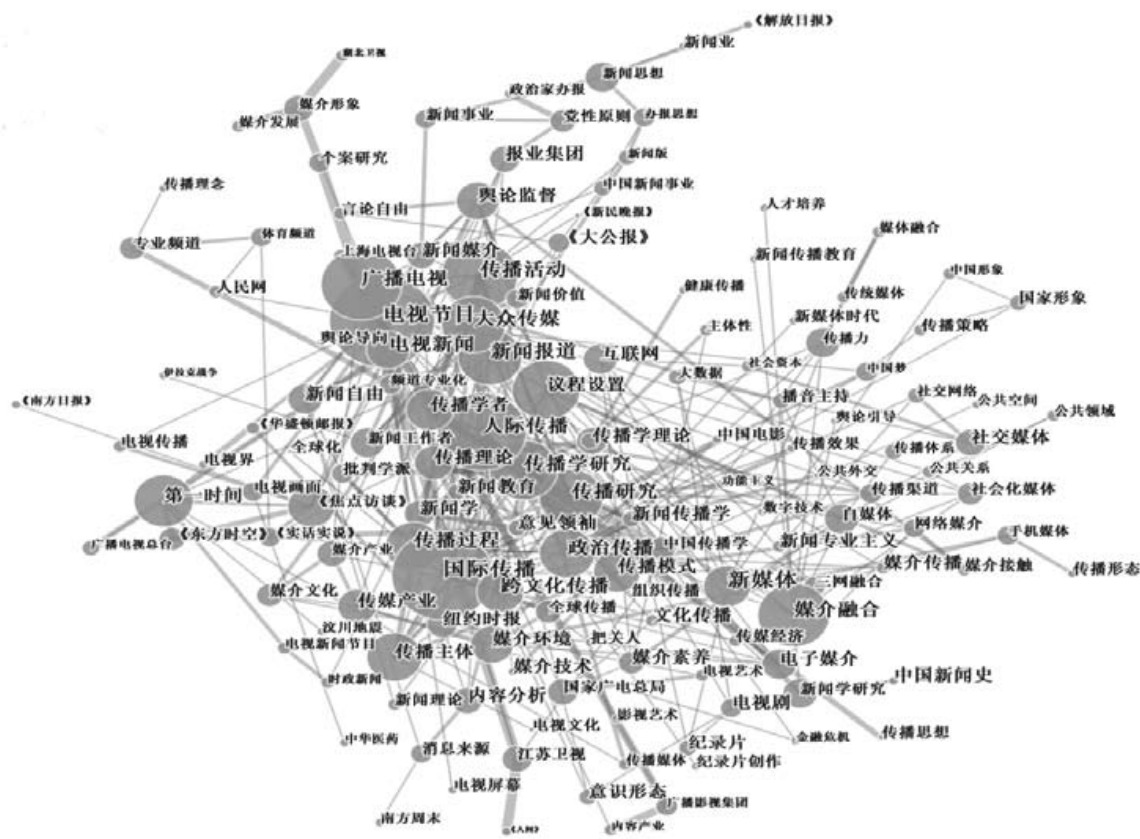 《解放日报》
新闻业
湖北卫视
新闻思想
政治家办报
媒介形象
新闻事业
党性原则
办报思想
媒介发展
报业集团
新闻版
个案研究
传播理念
中国新闻事业
舆论监督
言论自由
《新民晚报》
人才培养
专业频道
体育频道
《大公报》
媒体融合
上海电视台
新闻媒介
新闻传播教育
广播电视
传播活动
中国形象
人民网
新闻价值
健康传播
传统媒体
国家形象
电视节目
大众传媒
新媒体时代
传播策略
主体性
舆论导向
电视新闻
新闻报道
互联网
传播力
社会资本
伊拉克战争
频道专业化
议程设置
大数据
中国梦
新闻自由
播音主持
社交网络
《南方日报》
传播学者
公共空间
舆论引导
公共领域
《华盛顿邮报》
人际传播
电视传播
全球化
新闻工作者
传播学理论
中国电影
传播效果
传播体系
社交媒体
电视界
批判学派
传播理论
传播学研究
公共外交
公共关系
电视画面
新闻教育
功能主义
第一时间
《焦点访谈》
传播研究
传播渠道
社会化媒体
新闻学
意见领袖
新闻传播学
数字技术
自媒体
网络媒介
《东方时空》
《实话实说》
手机媒体
广播电视总台
媒介产业
传播过程
政治传播
中国传播学
新闻专业主义
国际传播
传播模式
媒介传播
媒介接触
传播形态
新媒体
三网融合
媒介文化
传媒产业
跨文化传播
组织传播
媒介融合
纽约时报
全球传播
文化传播
汶川地震
传媒经济
电视新闻节目
传播主体
媒介环境
把关人
媒介技术
媒介素养
电视艺术
电子媒介
中国新闻史
时政新闻
新闻理论
内容分析
国家广电总局
新闻学研究
电视剧
影视艺术
电视文化
中华医药
消息来源
江苏卫视
纪录片
金融危机
传播思想
传播媒体
纪录片创作
电视屏幕
意识形态
广播影视集团
南方周末
《人间》
内容产业